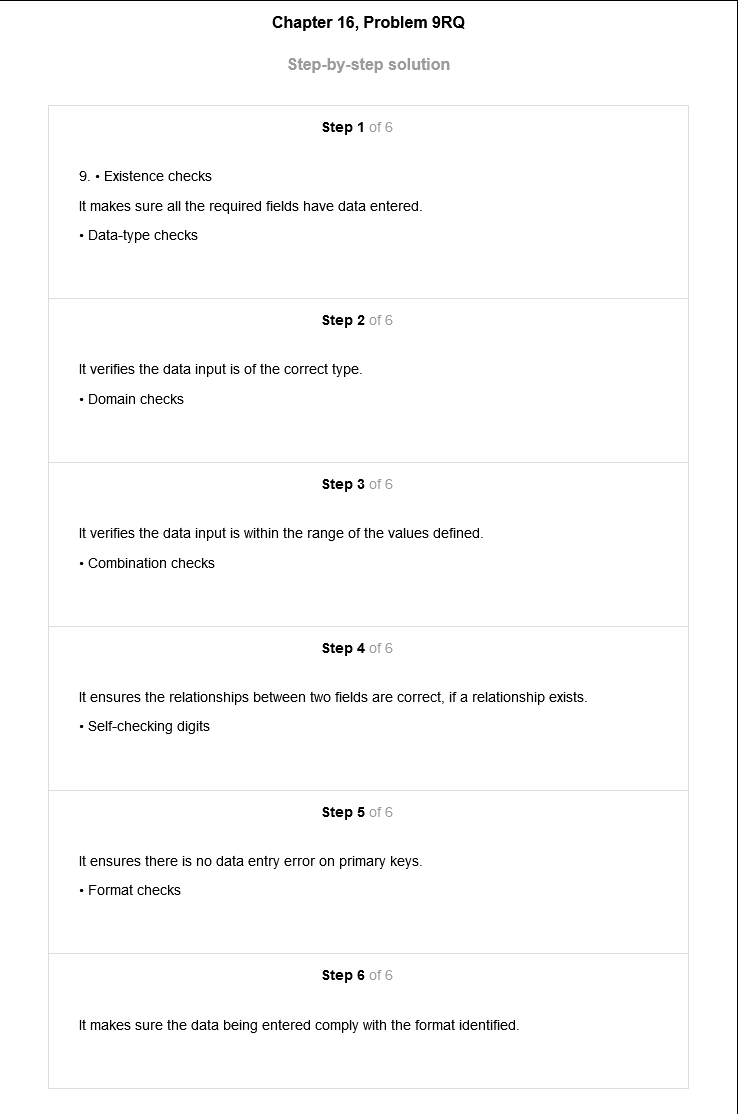 Chapter 16, Problem 9RQ
Step-by-step solution
Step 1 of 6
9. • Existence checks
It makes sure all the required fields have data entered.
• Data-type checks
Step 2 of 6
It verifies the data input is of the correct type.
• Domain checks
Step 3 of 6
It verifies the data input is within the range of the values defined.
• Combination checks
Step 4 of 6
It ensures the relationships between two fields are correct, if a relationship exists.
• Self-checking digits
Step 5 of 6
It ensures there is no data entry error on primary keys.
• Format checks
Step 6 of 6
It makes sure the data being entered comply with the format identified.